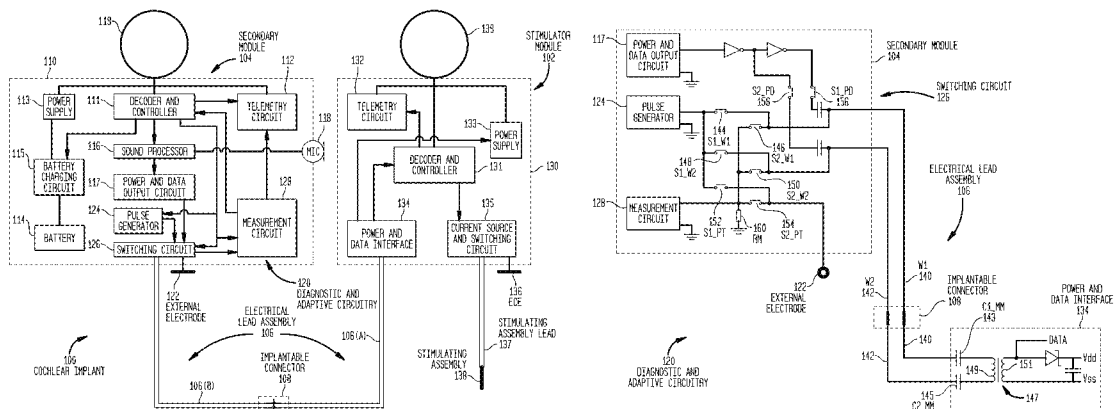 119
SECONDARY
MODULE
104
110
112
113
POWER
SUPPLY
111
DECODER AND
CONTROLLER
TELEMETRY
CIRCUIT
118
MIC
116
SOUND PROCESSOR
115
BATTERY
CHARGING
CIRCUIT
117
POWER AND DATA
OUTPUT CIRCUIT
128
124
PULSE
GENERATOR
MEASUREMENT
CIRCUIT
114
BATTERY
126
SWITCHING CIRCUIT
122
EXTERNAL
ELECTRODE
120
DIAGNOSTIC
AND ADAPTIVE CIRCUITRY
ELECTRICAL
LEAD ASSEMBLY
106
100
COCHLEAR IMPLANT
106(A)
106(B)
IMPLANTABLE
CONNECTOR
108
139
STIMULATOR
MODULE
102
132
TELEMETRY
CIRCUIT
133
POWER
SUPPLY
DECODER AND
CONTROLLER
131
130
134
POWER AND
DATA INTERFACE
135
CURRENT SOURCE
AND SWITCHING
CIRCUIT
136
ECE
STIMULATING
ASSEMBLY LEAD
137
STIMULATING
ASSEMBLY
138
117
POWER AND
DATA OUTPUT
CIRCUIT
SECONDARY MODULE
104
S2_PD
158
S1_PD
156
SWITCHING CIRCUIT
126
124
PULSE
GENERATOR
144
S1_W1
146
S2_W1
148
S1_W2
150
S2_W2
128
MEASUREMENT
CIRCUIT
152
S1_PT
160
RM
154
S2_PT
122
EXTERNAL
ELECTRODE
ELECTRICAL LEAD
ASSEMBLY
106
W1
140
W2
142
IMPLANTABLE
CONNECTOR
108
C1_MM
143
POWER AND
DATA INTERFACE
134
140
142
DATA
149
151
Vdd
Vss
145
C2_MM
147
120
DIAGNOSTIC AND
ADAPTIVE CIRCUITRY